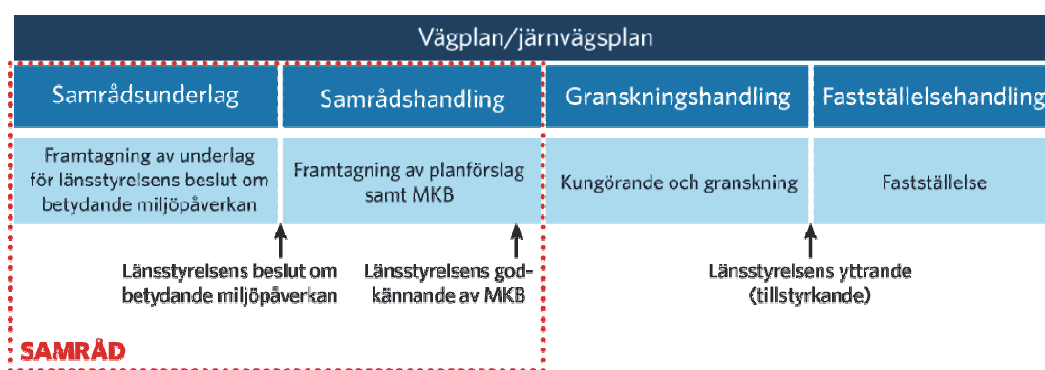 Vägplan/järnvägsplan
Samrådsunderlag
Samrådshandling
Granskningshandling
Fastställelsehandling
Framtagning av underlag
för länsstyrelsens beslut om
betydande miljöpåverkan
Framtagning av planförslag
samt MKB
Kungörande och granskning
Fastställelse
Länsstyrelsens beslut om
betydande miljöpåverkan
Länsstyrelsens god-
kännande av MKB
Länsstyrelsens yttrande
(tillstyrkande)
SAMRÅD